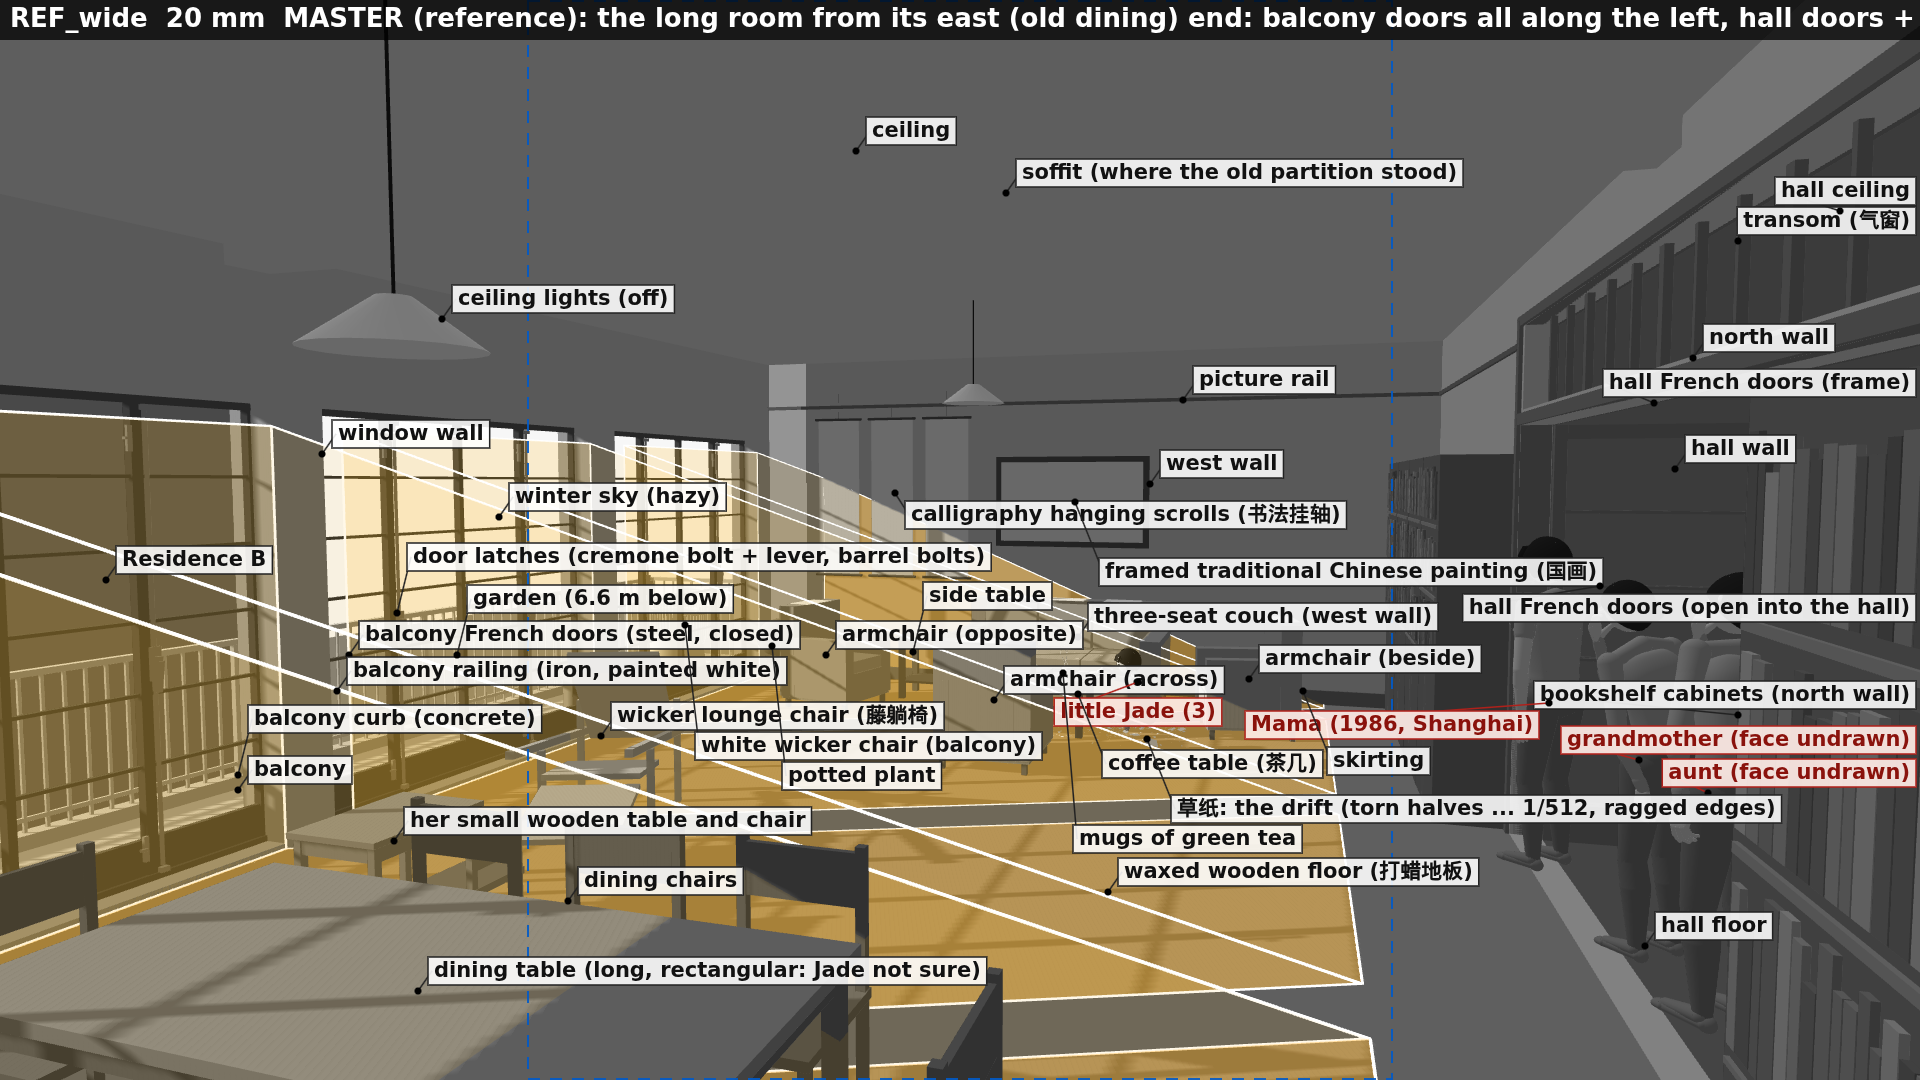 REF_wide  20 mm  MASTER (reference): the long room from its east (old dining) end: balcony doors all along the left, hall doors +
ceiling
soffit (where the old partition stood)
hall ceiling
transom (气窗)
ceiling lights (off)
north wall
picture rail
hall French doors (frame)
window wall
hall wall
west wall
winter sky (hazy)
calligraphy hanging scrolls (书法挂轴)
Residence B
door latches (cremone bolt + lever, barrel bolts)
framed traditional Chinese painting (国画)
garden (6.6 m below)
side table
hall French doors (open into the hall)
three-seat couch (west wall)
balcony French doors (steel, closed)
armchair (opposite)
armchair (beside)
balcony railing (iron, painted white)
armchair (across)
bookshelf cabinets (north wall)
little Jade (3)
balcony curb (concrete)
wicker lounge chair (藤躺椅)
Mama (1986, Shanghai)
grandmother (face undrawn)
white wicker chair (balcony)
skirting
coffee table (茶几)
balcony
potted plant
aunt (face undrawn)
草纸: the drift (torn halves ... 1/512, ragged edges)
her small wooden table and chair
mugs of green tea
waxed wooden floor (打蜡地板)
dining chairs
hall floor
dining table (long, rectangular: Jade not sure)